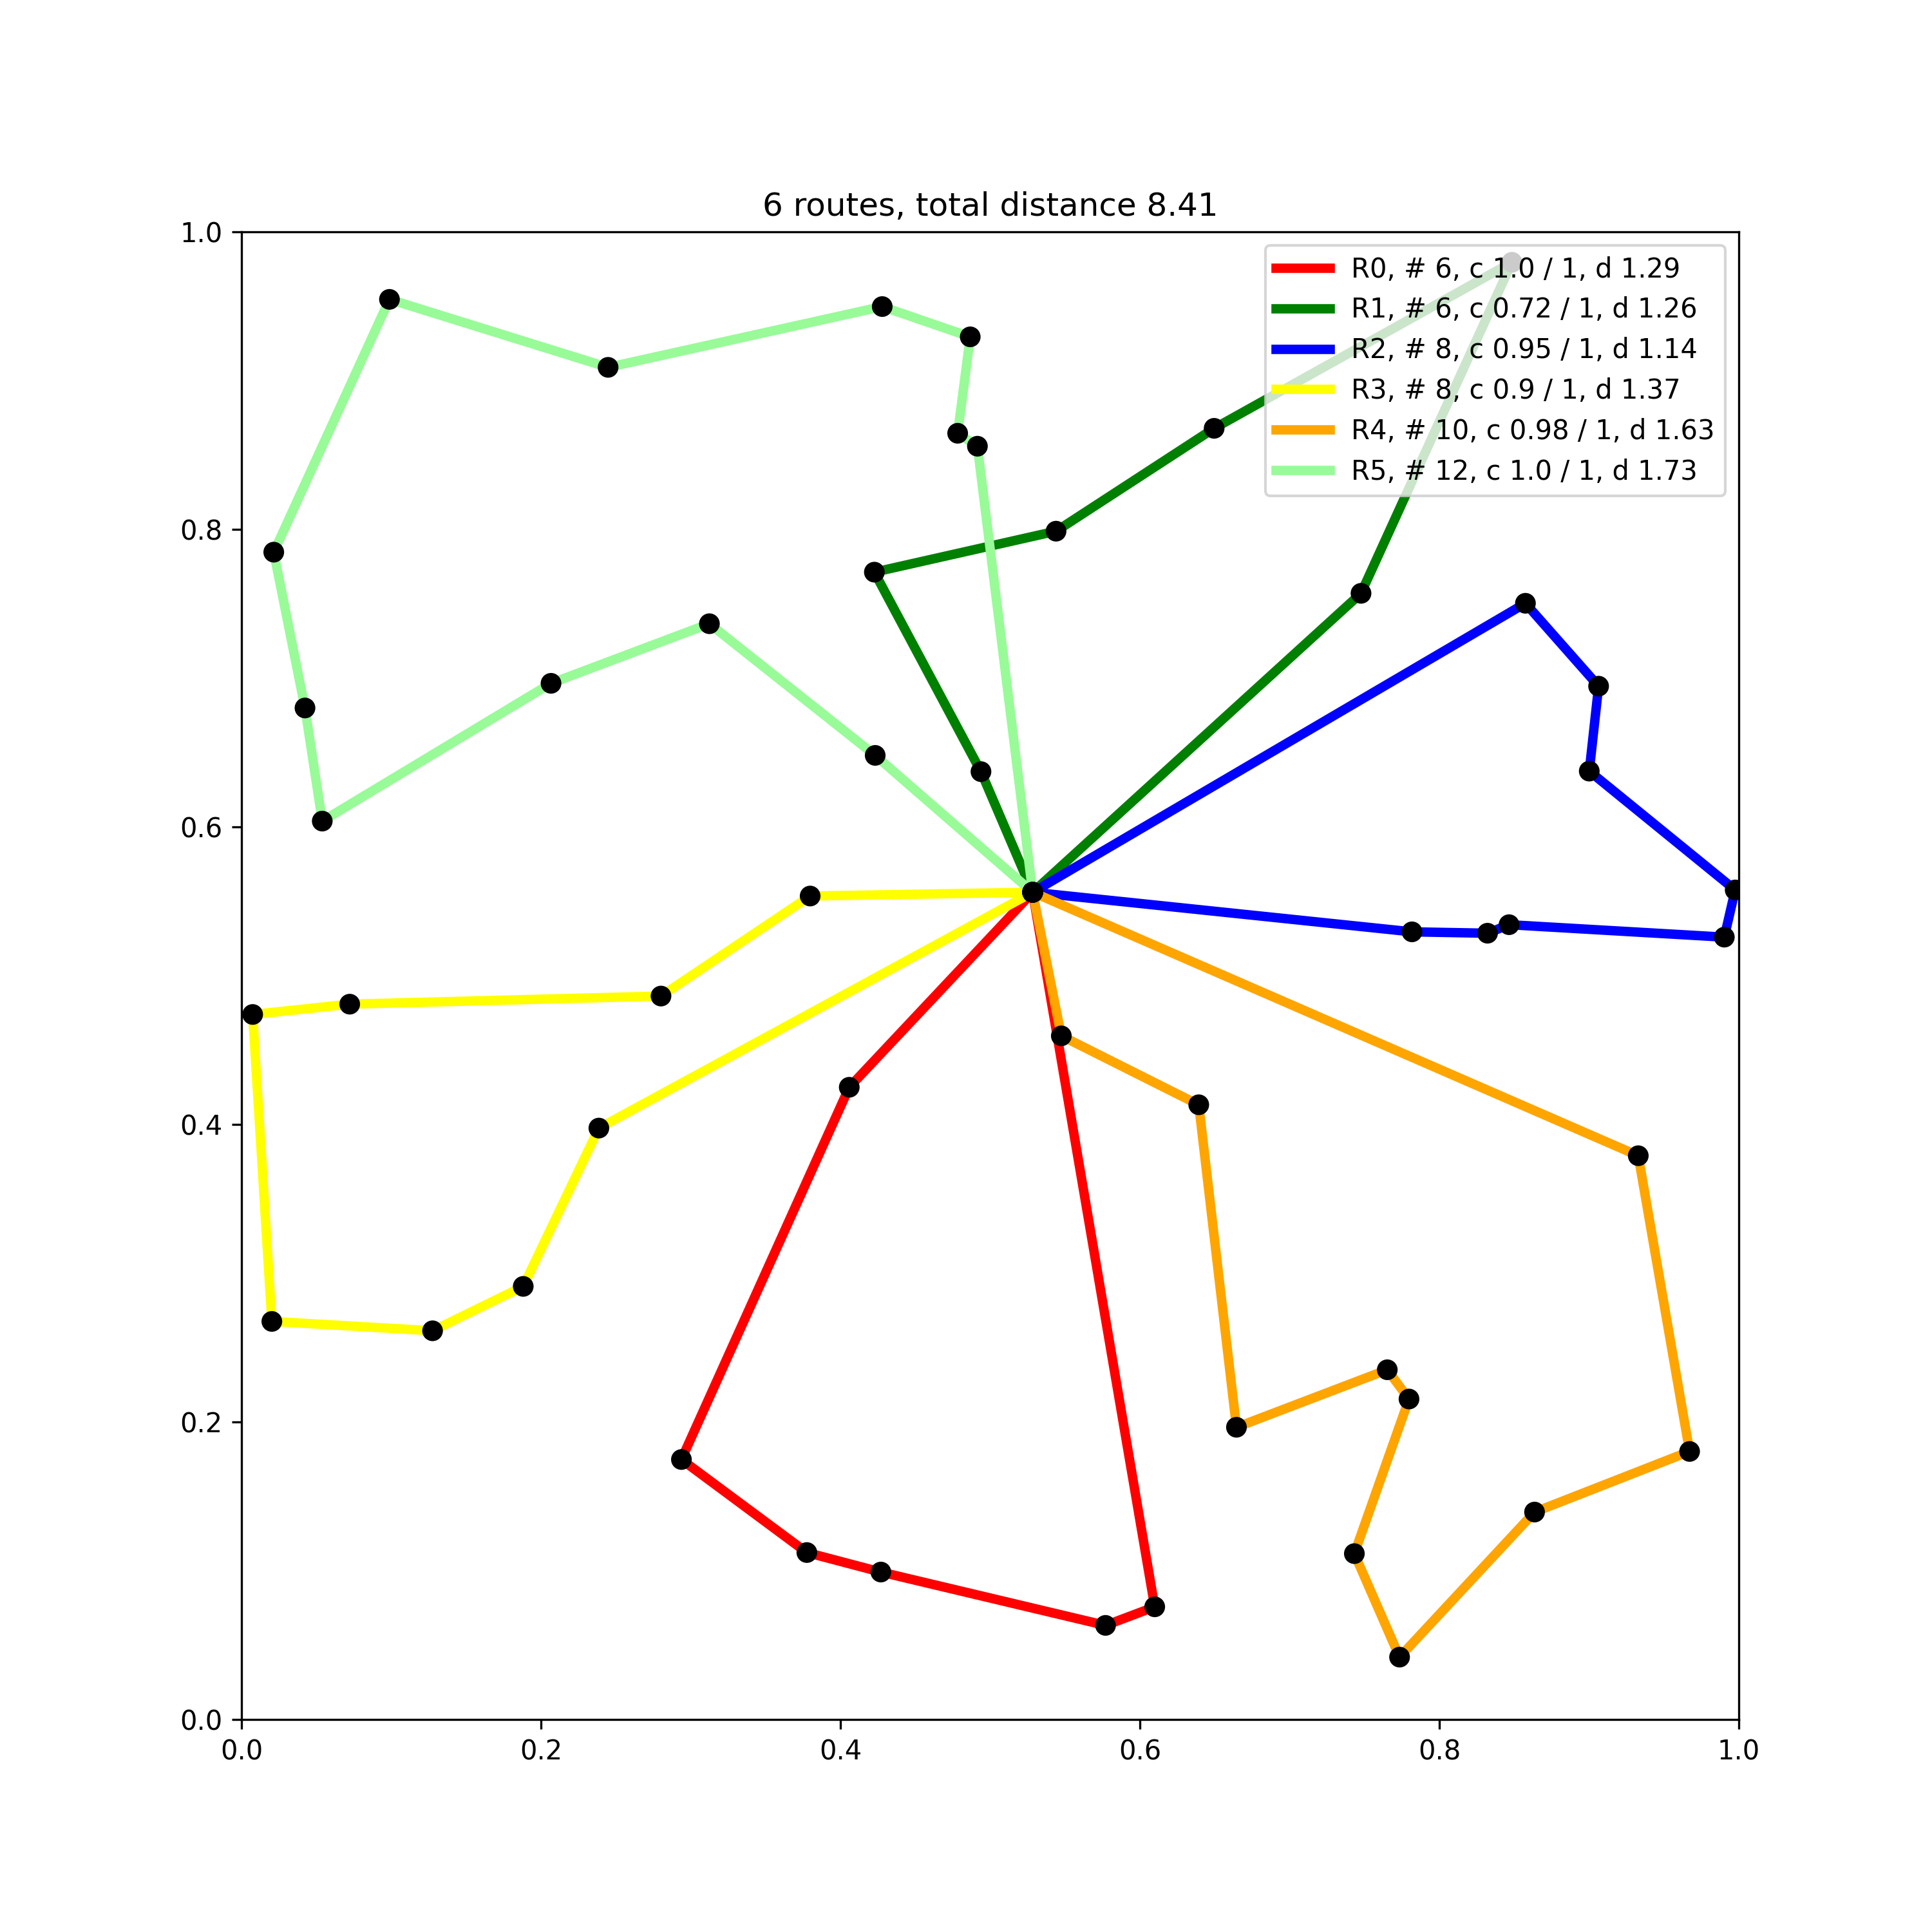 6 routes, total distance 8.41
1.0
0.8
0.6
0.4
0.2
0.0
R0, # 6, c 1.0 / 1, d 1.29
R1, # 6, c 0.72 / 1, d 1.26
R2, # 8, c 0.95 / 1, d 1.14
R3, # 8, c 0.9 / 1, d 1.37
R4, # 10, c 0.98 / 1, d 1.63
R5, # 12, c 1.0 / 1, d 1.73
0.0 0.2 0.4 0.6 0.8 1.0